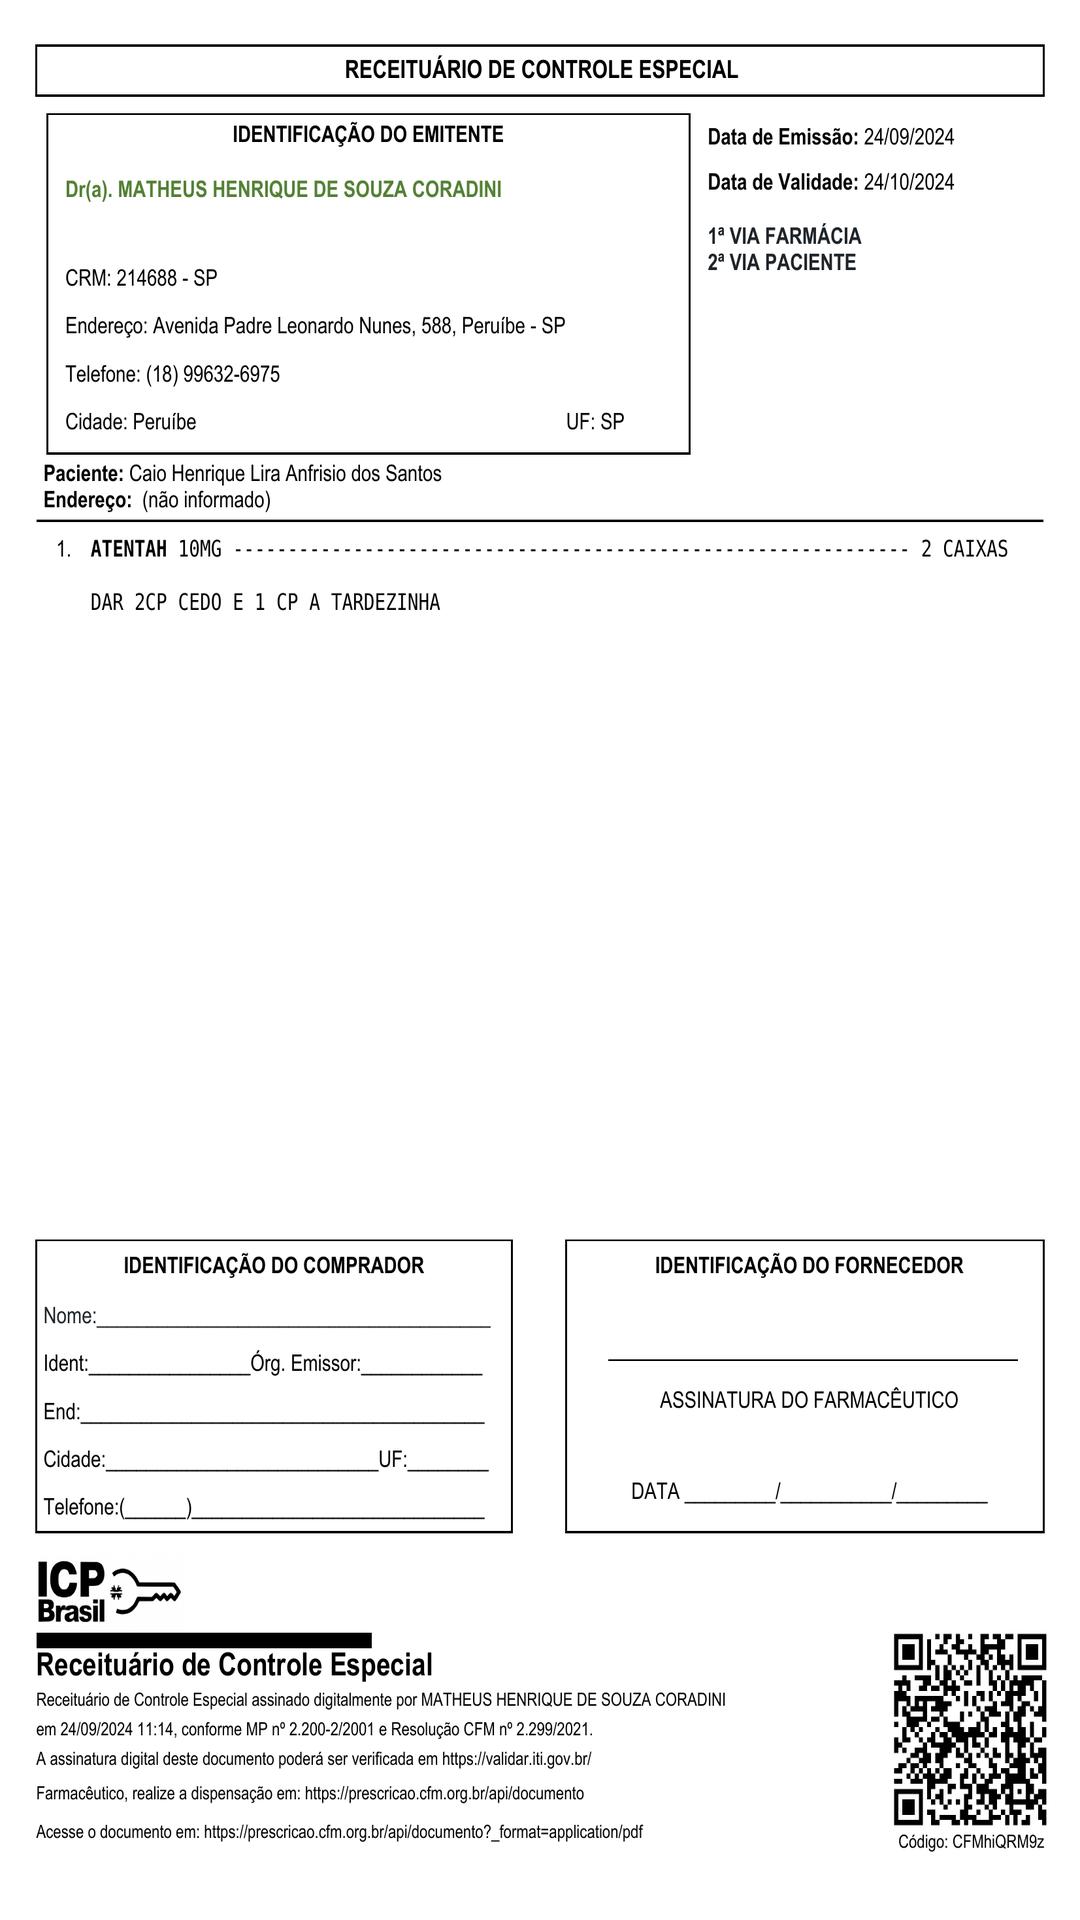 RECEITUÁRIO DE CONTROLE ESPECIAL
IDENTIFICAÇÃO DO EMITENTE
Dr(a). MATHEUS HENRIQUE DE SOUZA CORADINI
CRM: 214688 - SP
Endereço: Avenida Padre Leonardo Nunes, 588, Peruíbe - SP
Telefone: (18) 99632-6975
Cidade: Peruíbe UF: SP
Data de Emissão: 24/09/2024
Data de Validade: 24/10/2024
1ª VIA FARMÁCIA
2ª VIA PACIENTE
Paciente: Caio Henrique Lira Anfrisio dos Santos
Endereço: (não informado)
1. ATENTAH 10MG -------------------------------------------------------------- 2 CAIXAS
DAR 2CP CEDO E 1 CP A TARDEZINHA
IDENTIFICAÇÃO DO COMPRADOR
Nome:_______________________________________
Ident:________________Órg. Emissor:____________
End:________________________________________
Cidade:___________________________UF:________
Telefone:(______)_____________________________
IDENTIFICAÇÃO DO FORNECEDOR
ASSINATURA DO FARMACÊUTICO
DATA _________/___________/_________
ICP
Brasil
Receituário de Controle Especial
Receituário de Controle Especial assinado digitalmente por MATHEUS HENRIQUE DE SOUZA CORADINI
em 24/09/2024 11:14, conforme MP nº 2.200-2/2001 e Resolução CFM nº 2.299/2021.
A assinatura digital deste documento poderá ser verificada em https://validar.iti.gov.br/
Farmacêutico, realize a dispensação em: https://prescricao.cfm.org.br/api/documento
Acesse o documento em: https://prescricao.cfm.org.br/api/documento?_format=application/pdf
Código: CFMhiQRM9z